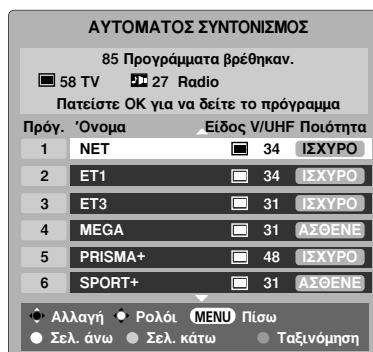 ΑΥΤΟΜΑΤΟΣ ΣΥΝΤΟΝΙΣΜΟΣ
85 Προγράμματα βρέθηκαν.
58 TV 27 Radio
Πατείστε ΟΚ για να δείτε το πρόγραμμα
Πρόγ. 'Ονομα Είδος V/UHF Ποιότητα
1 NET 34 ΙΣΧΥΡΟ
2 ET1 34 ΙΣΧΥΡΟ
3 ET3 31 ΙΣΧΥΡΟ
4 MEGA 31 ΑΣΘΕΝΕ
5 PRISMA+ 48 ΙΣΧΥΡΟ
6 SPORT+ 31 ΑΣΘΕΝΕ
Αλλαγή Ρολόι MENU Πίσω
Σελ. άνω Σελ. κάτω Ταξινόμηση